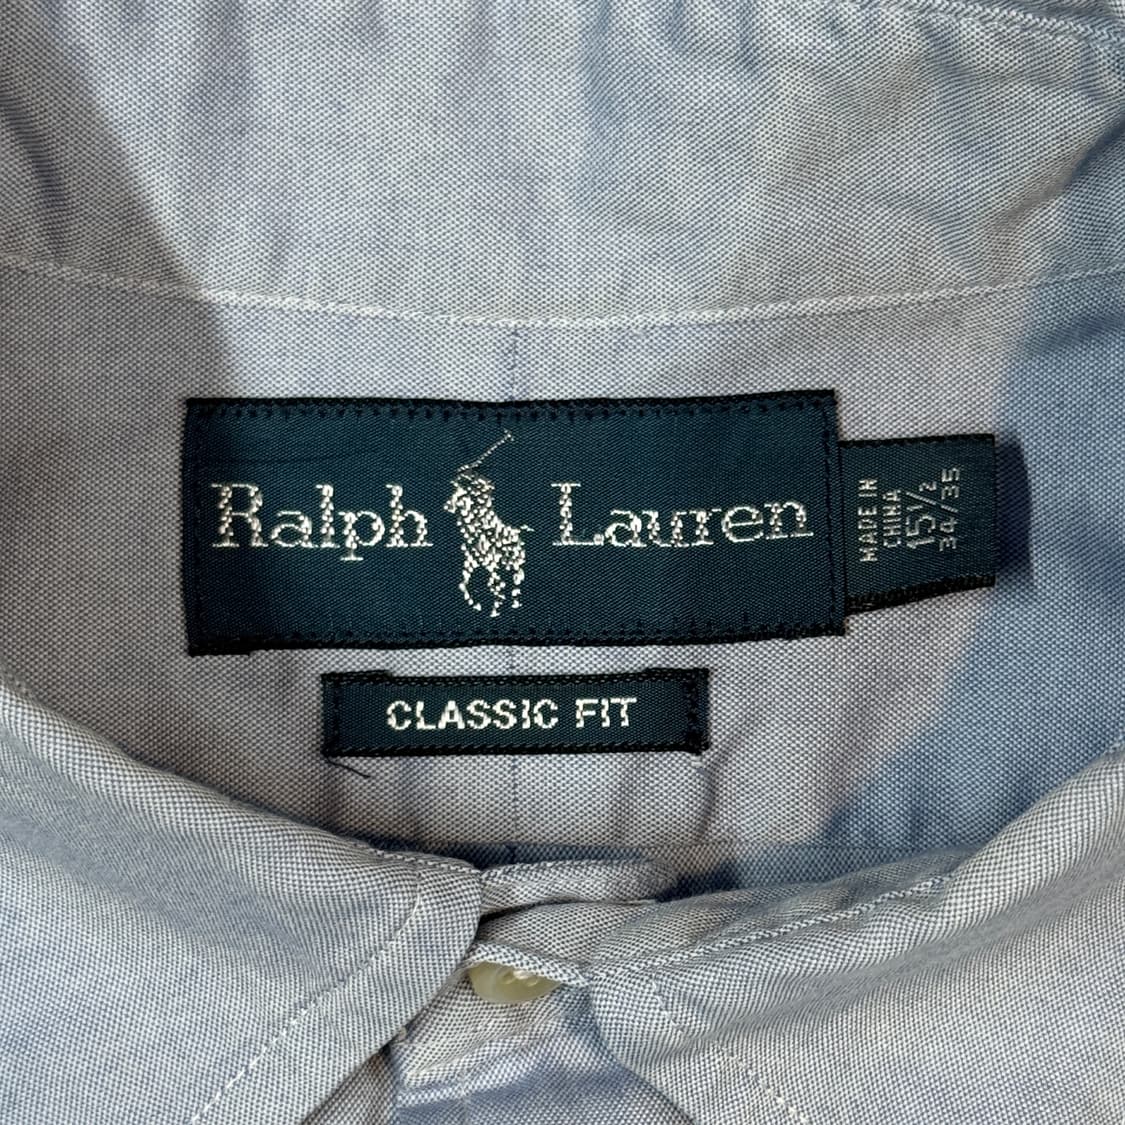 Ralph Lauren
CLASSIC FIT
MADE IN
CHINA
15½
34/35